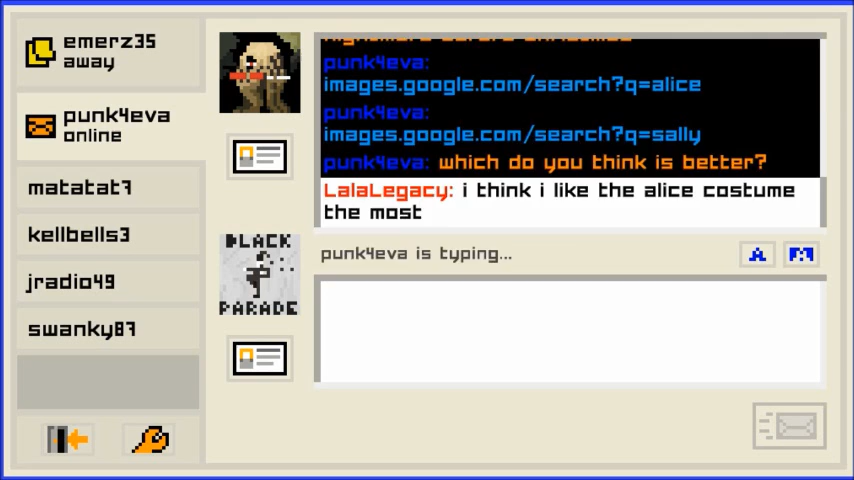 emerz35
away
punk4eva
online
matatat7
kellbells3
jradio49
swanky87
punk4eva:
images.google.com/search?q=alice
punk4eva:
images.google.com/search?q=sally
punk4eva: which do you think is better?
LalaLegacy: i think i like the alice costume
the most
BLACK
PARADE
punk4eva is typing...
A